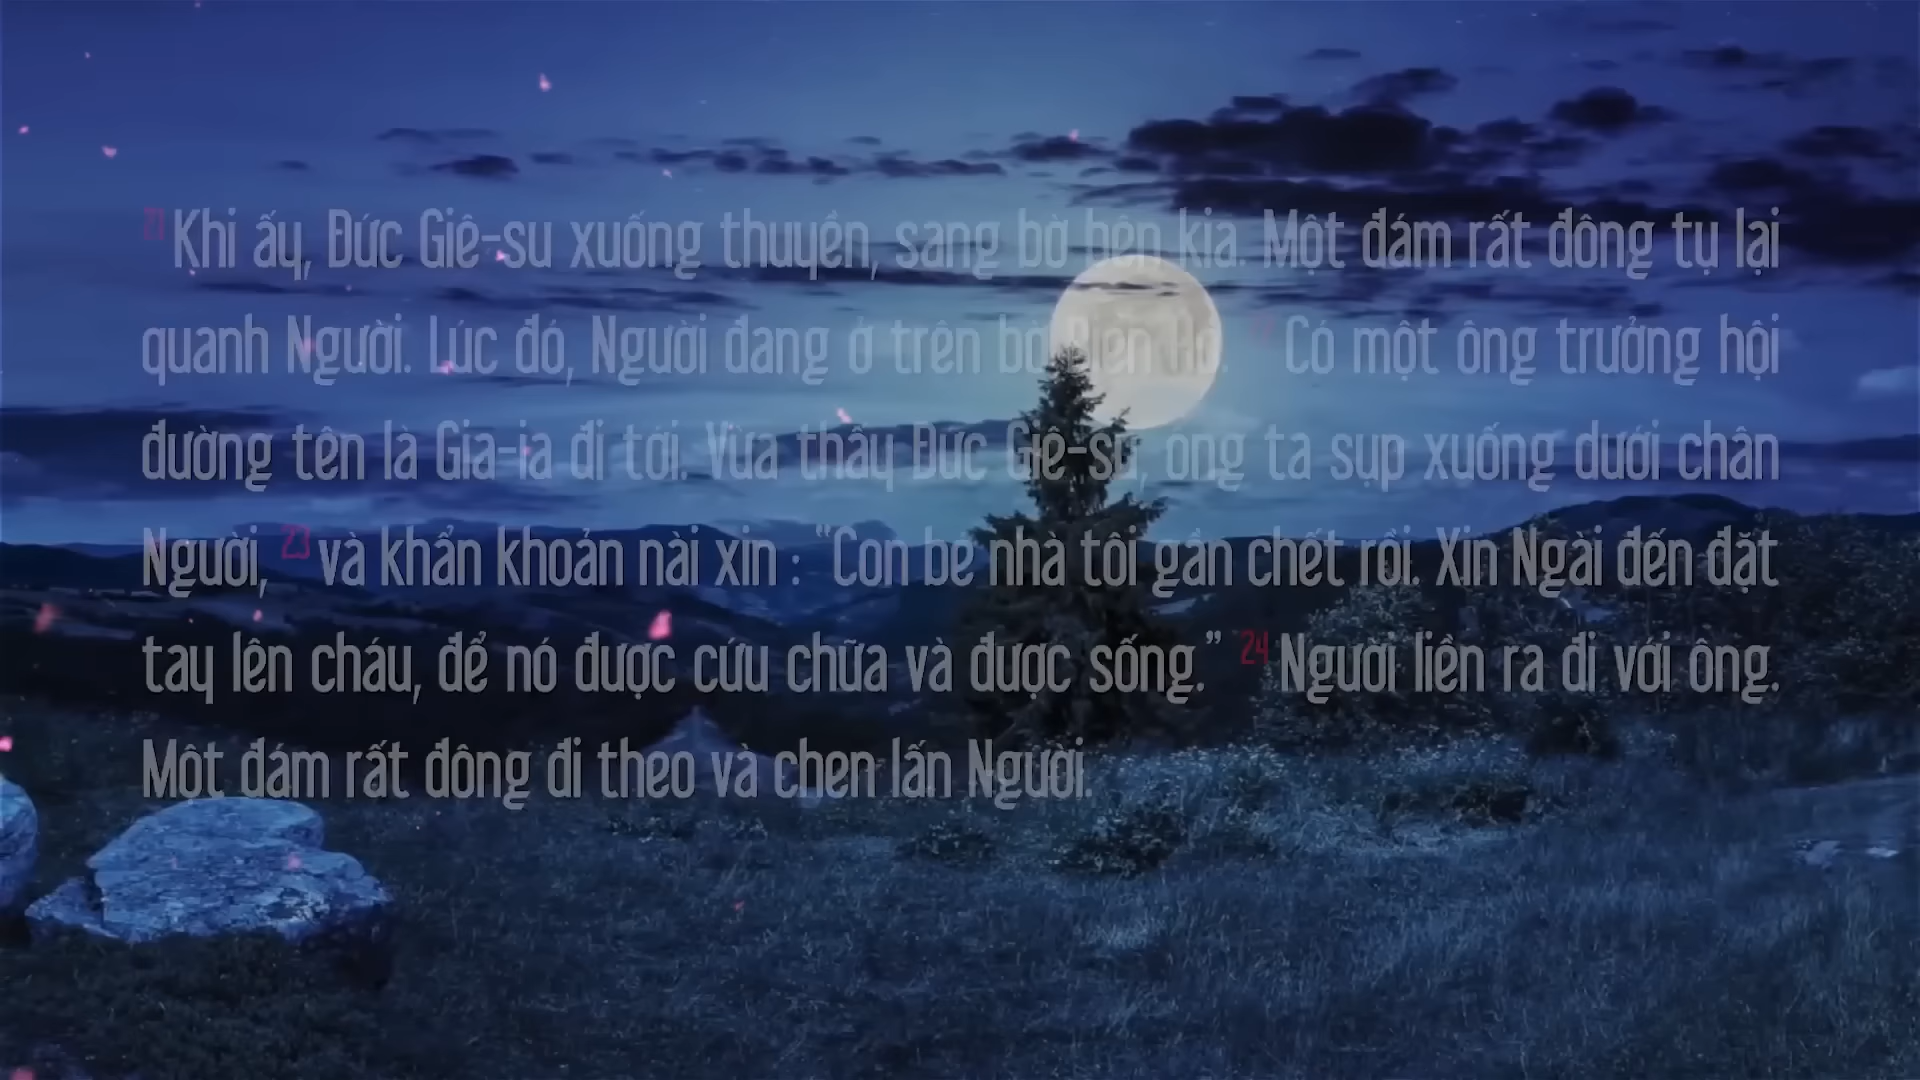 21 Khi ấy, Đức Giê-su xuống thuyền, sang bờ bên kia. Một đám rất đông tụ lại
quanh Người. Lúc đó, Người đang ở trên bờ Biển Hồ. 22 Có một ông trưởng hội
đường tên là Gia-ia đi tới. Vừa thấy Đức Giê-su, ông ta sụp xuống dưới chân
Người, 23 và khẩn khoản nài xin : “Con bé nhà tôi gần chết rồi. Xin Ngài đến đặt
tay lên cháu, để nó được cứu chữa và được sống.” 24 Người liền ra đi với ông.
Một đám rất đông đi theo và chen lấn Người.